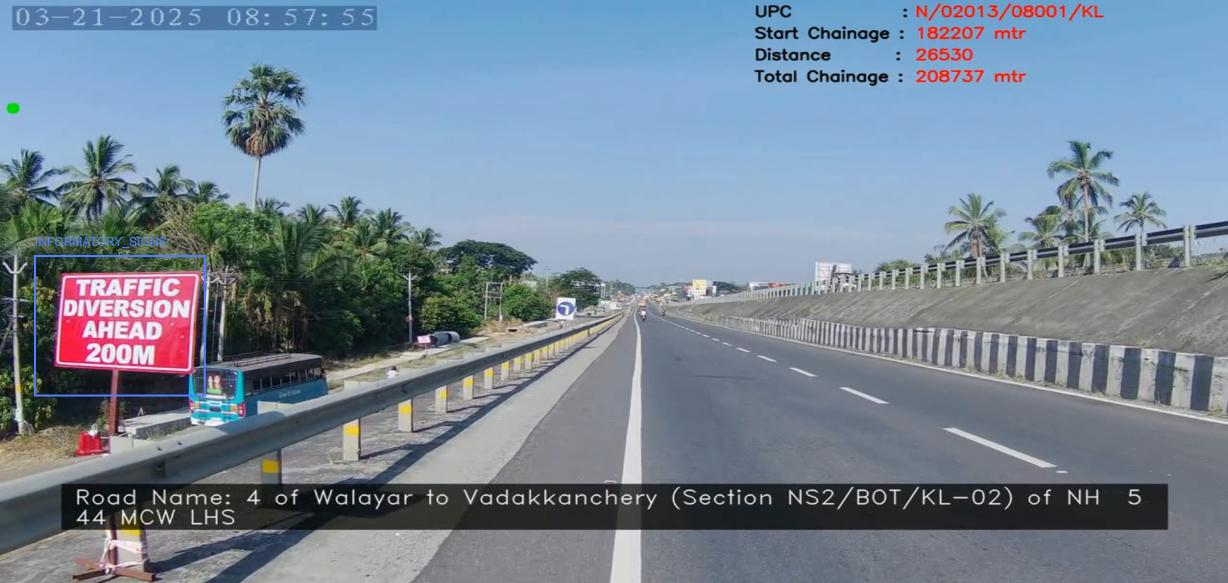 03-21-2025 08:57:55
UPC : N/02013/08001/KL
Start Chainage : 182207 mtr
Distance : 26530
Total Chainage : 208737 mtr
INFORMATORY_SIGNS
TRAFFIC
DIVERSION
AHEAD
200M
Road Name: 4 of Walayar to Vadakkanchery (Section NS2/BOT/KL-02) of NH 5
44 MCW LHS